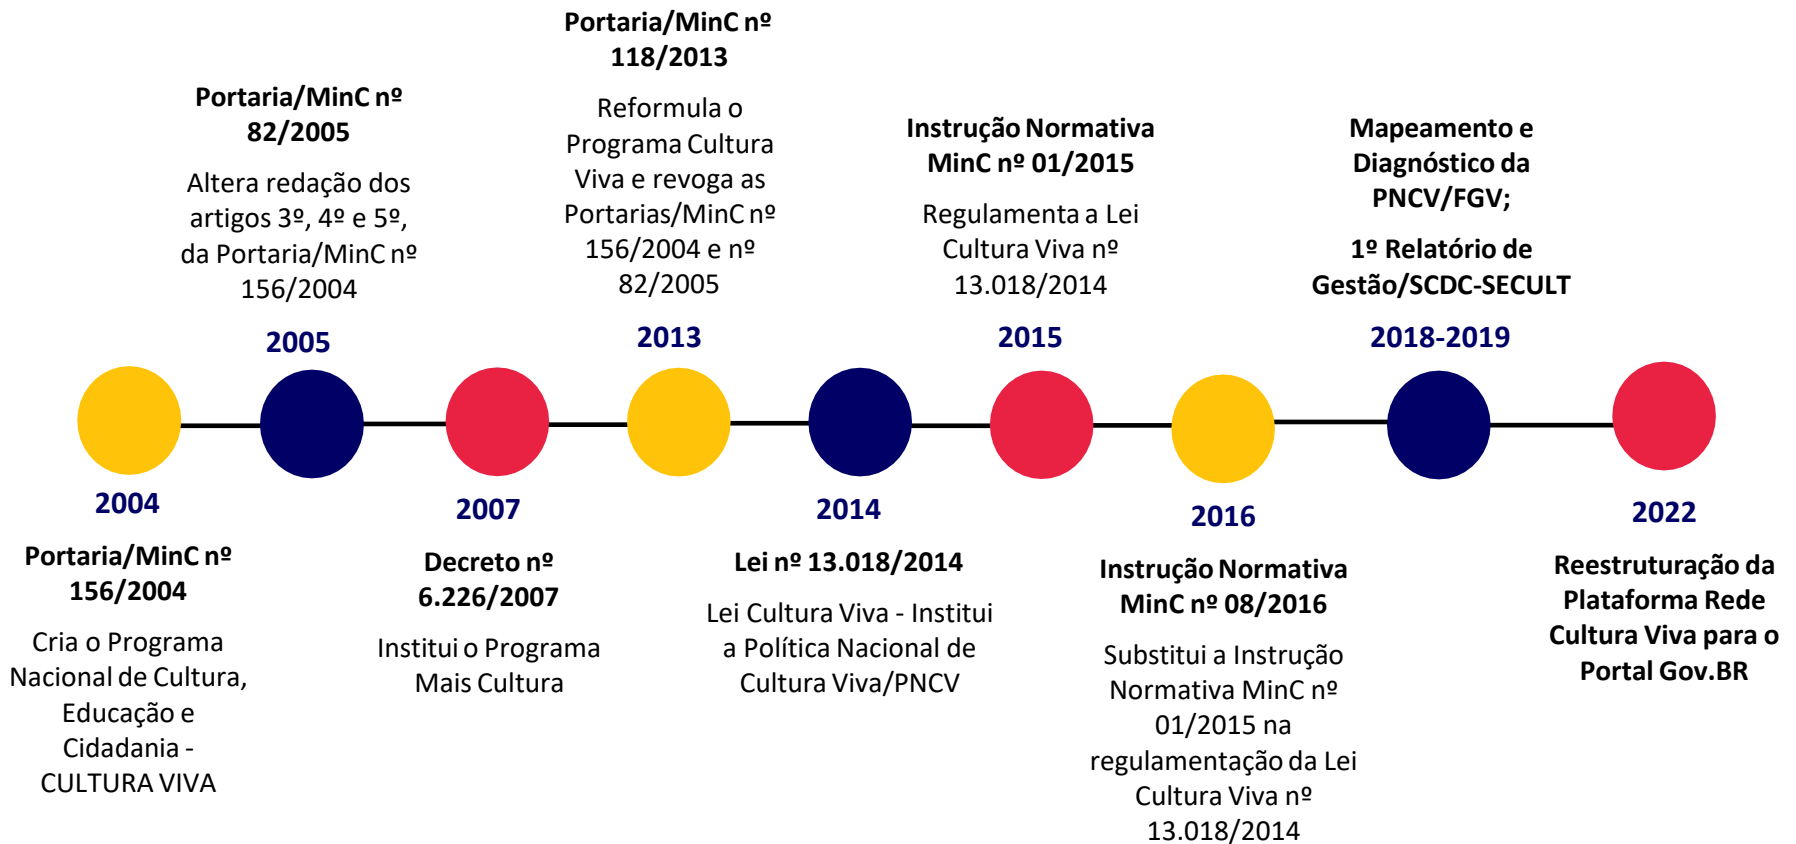 Portaria/MinC nº
156/2004
Cria o Programa
Nacional de Cultura,
Educação e
Cidadania -
CULTURA VIVA
2004
Portaria/MinC nº
82/2005
Altera redação dos
artigos 3º, 4º e 5º,
da Portaria/MinC nº
156/2004
2005
2007
Decreto nº
6.226/2007
Institui o Programa
Mais Cultura
Portaria/MinC nº
118/2013
Reformula o
Programa Cultura
Viva e revoga as
Portarias/MinC nº
156/2004 e nº
82/2005
2013
2014
Lei nº 13.018/2014
Lei Cultura Viva - Institui
a Política Nacional de
Cultura Viva/PNCV
Instrução Normativa
MinC nº 01/2015
Regulamenta a Lei
Cultura Viva nº
13.018/2014
2015
2016
Instrução Normativa
MinC nº 08/2016
Substitui a Instrução
Normativa MinC nº
01/2015 na
regulamentação da Lei
Cultura Viva nº
13.018/2014
Mapeamento e
Diagnóstico da
PNCV/FGV;
1º Relatório de
Gestão/SCDC-SECULT
2018-2019
2022
Reestruturação da
Plataforma Rede
Cultura Viva para o
Portal Gov.BR